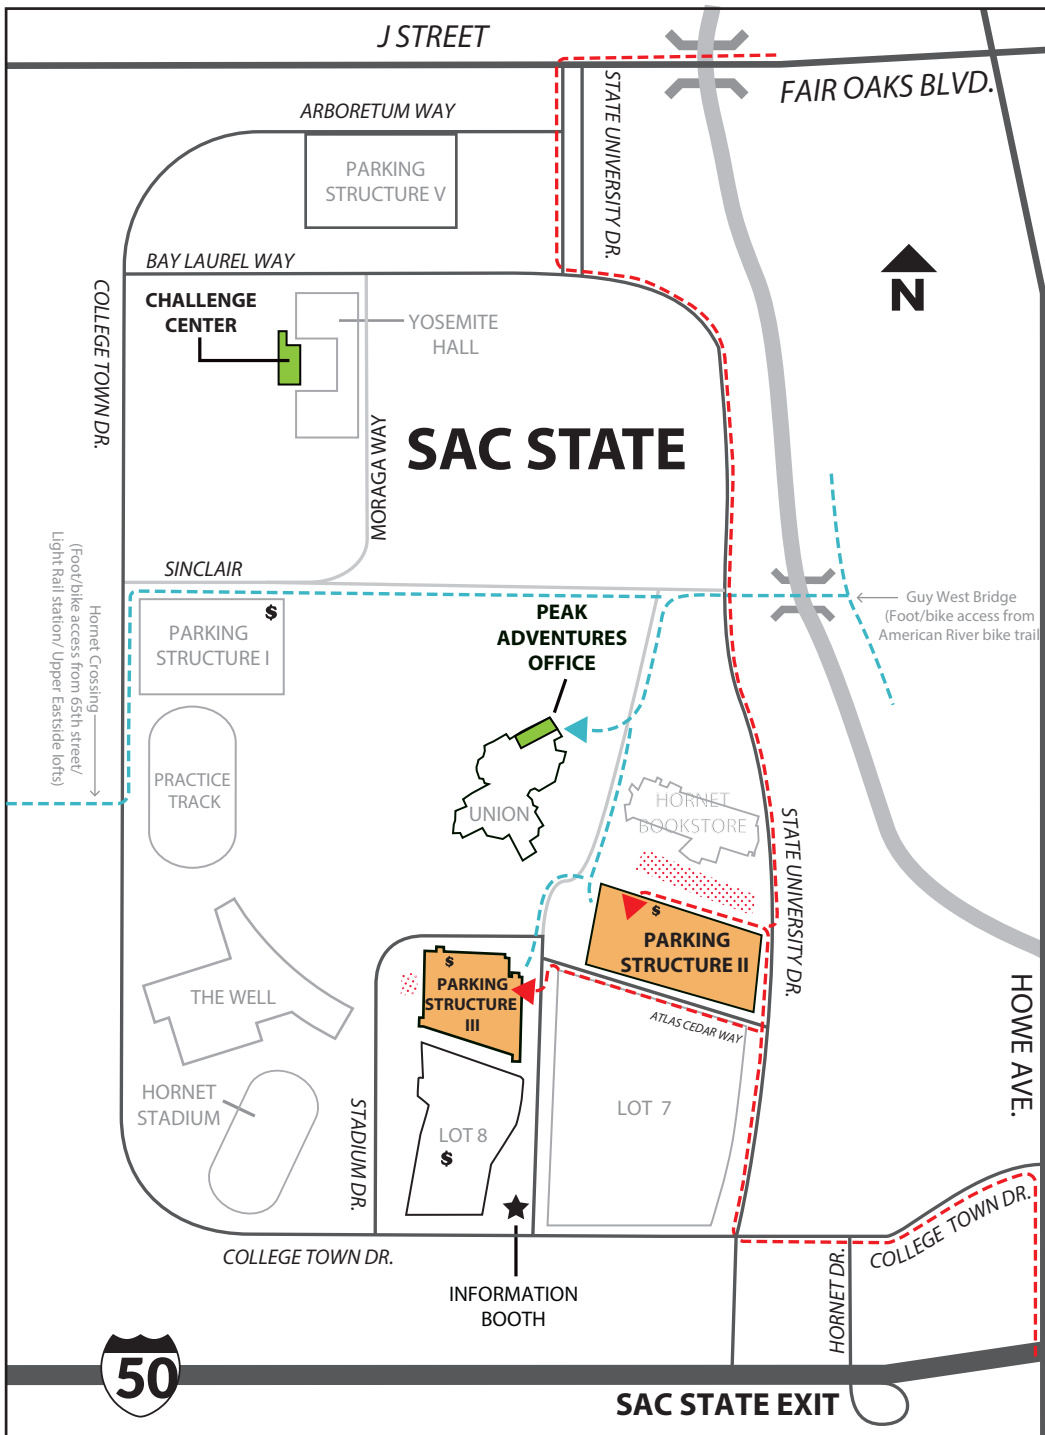 J STREET
FAIR OAKS BLVD.
ARBORETUM WAY
STATE UNIVERSITY DR.
PARKING
STRUCTURE V
BAY LAUREL WAY
N
COLLEGE TOWN DR.
CHALLENGE
CENTER
YOSEMITE
HALL
MORAGA WAY
SAC STATE
SINCLAIR
Hornet Crossing
(Foot/bike access from 65th street/
Light Rail station/ Upper Eastside lofts)
$
PARKING
STRUCTURE I
PEAK
ADVENTURES
OFFICE
Guy West Bridge
(Foot/bike access from
American River bike trail
PRACTICE
TRACK
UNION
HORNET
BOOKSTORE
STATE UNIVERSITY DR.
$
PARKING
STRUCTURE II
$
PARKING
STRUCTURE
III
THE WELL
ATLAS CEDAR WAY
HOWE AVE.
HORNET
STADIUM
STADIUM DR.
LOT 8
$
LOT 7
COLLEGE TOWN DR.
COLLEGE TOWN DR.
HORNET DR.
INFORMATION
BOOTH
50
SAC STATE EXIT